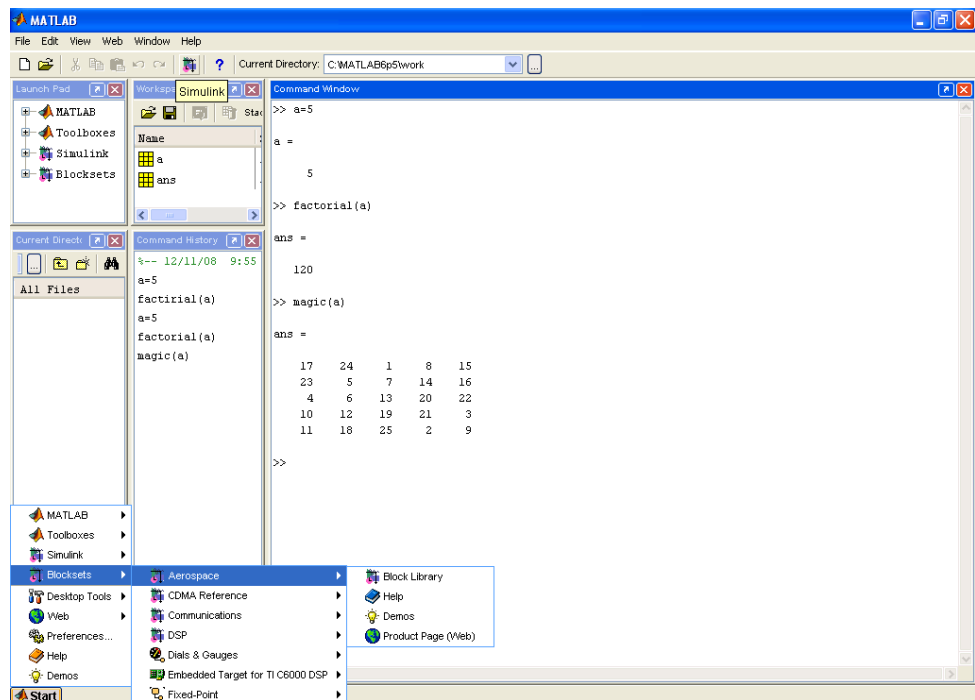 MATLAB
File Edit View Web Window Help
? Current Directory: C:\MATLAB6p5\work ...
Launch Pad
MATLAB
Toolboxes
Simulink
Blocksets
Worksp
Simulink
Stac
Name
a
ans
Current Directo
...
All Files
Command History
%-- 12/11/08 9:55
a=5
factirial(a)
a=5
factorial(a)
magic(a)
Command Window
>> a=5
a =
5
>> factorial(a)
ans =
120
>> magic(a)
ans =
17 24 1 8 15
23 5 7 14 16
4 6 13 20 22
10 12 19 21 3
11 18 25 2 9
>>
MATLAB
Toolboxes
Simulink
Blocksets
Desktop Tools
Web
Preferences...
Help
Demos
Start
Aerospace
CDMA Reference
Communications
DSP
Dials & Gauges
Embedded Target for TI C6000 DSP
Fixed-Point
Block Library
Help
Demos
Product Page (Web)